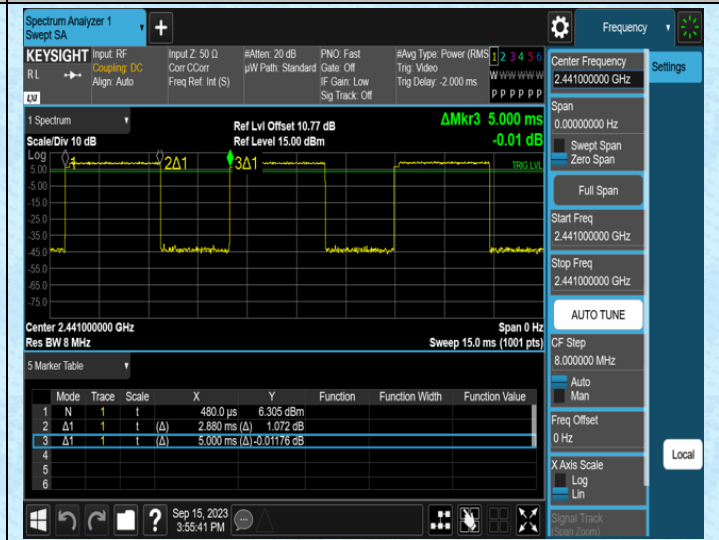 Spectrum Analyzer 1
Swept SA
Frequency
KEYSIGHT
RL
LXI
Input: RF
Coupling: DC
Align: Auto
Input Z: 50 Ω
Corr CCorr
Freq Ref: Int (S)
#Atten: 20 dB
µW Path: Standard
PNO: Fast
Gate: Off
IF Gain: Low
Sig Track: Off
#Avg Type: Power (RMS
Trig: Video
Trig Delay: -2.000 ms
1 2 3 4 5 6
W W W W W W
P P P P P P
1 Spectrum
Scale/Div 10 dB
Ref Lvl Offset 10.77 dB
Ref Level 15.00 dBm
ΔMkr3 5.000 ms
-0.01 dB
Log
1
2Δ1
3Δ1
TRIG LVL
5.00
-5.00
-15.0
-25.0
-35.0
-45.0
-55.0
-65.0
-75.0
Center 2.441000000 GHz
Res BW 8 MHz
Span 0 Hz
Sweep 15.0 ms (1001 pts)
5 Marker Table
Mode Trace Scale X Y Function Function Width Function Value
1 N 1 t 480.0 µs 6.305 dBm
2 Δ1 1 t (Δ) 2.880 ms (Δ) 1.072 dB
3 Δ1 1 t (Δ) 5.000 ms (Δ) -0.01176 dB
4
5
6
Sep 15, 2023
3:55:41 PM
Center Frequency
2.441000000 GHz
Settings
Span
0.00000000 Hz
Swept Span
Zero Span
Full Span
Start Freq
2.441000000 GHz
Stop Freq
2.441000000 GHz
AUTO TUNE
CF Step
8.000000 MHz
Auto
Man
Freq Offset
0 Hz
X Axis Scale
Log
Lin
Signal Track
(Span Zoom)
Local